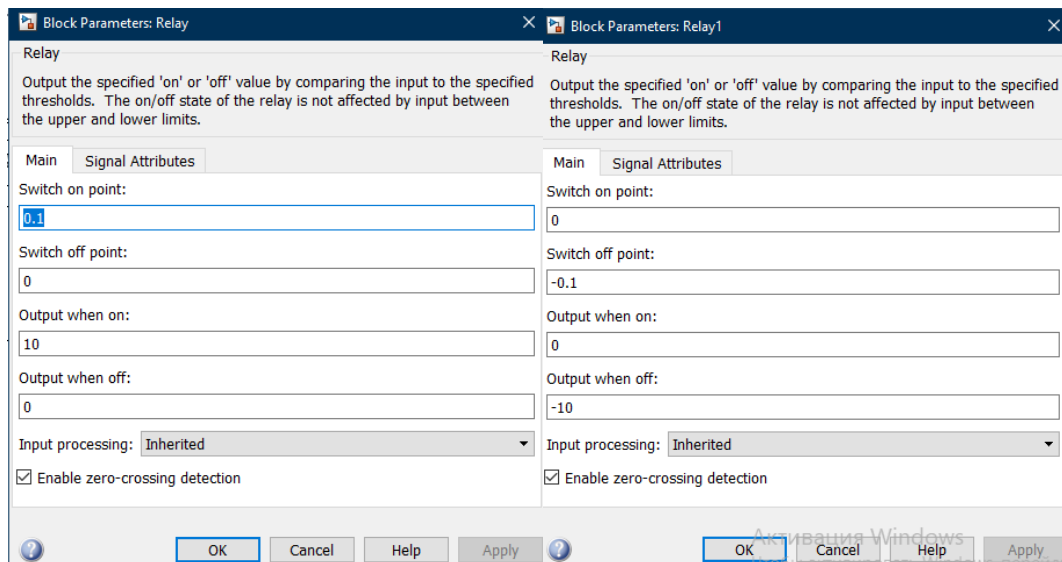 Block Parameters: Relay
Relay
Output the specified 'on' or 'off' value by comparing the input to the specified
thresholds. The on/off state of the relay is not affected by input between
the upper and lower limits.
Main Signal Attributes
Switch on point:
0.1
Switch off point:
0
Output when on:
10
Output when off:
0
Input processing: Inherited
Enable zero-crossing detection
OK Cancel Help Apply
Block Parameters: Relay1
Relay
Output the specified 'on' or 'off' value by comparing the input to the specified
thresholds. The on/off state of the relay is not affected by input between
the upper and lower limits.
Main Signal Attributes
Switch on point:
0
Switch off point:
-0.1
Output when on:
0
Output when off:
-10
Input processing: Inherited
Enable zero-crossing detection
Активация Windows
OK Cancel Help Apply